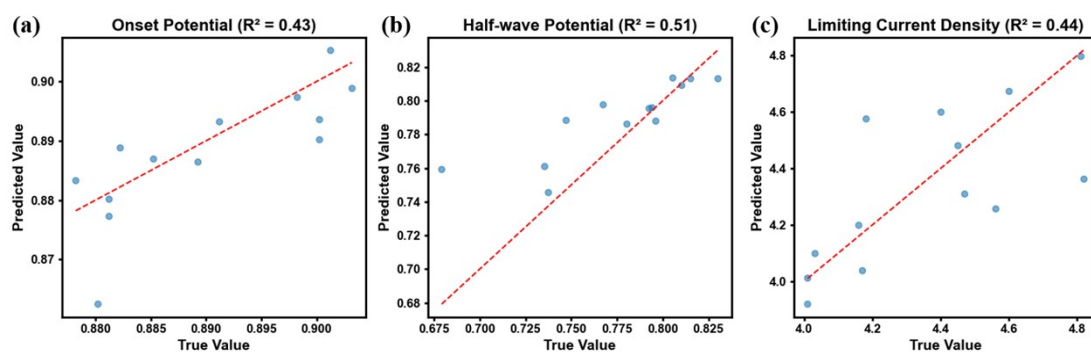 (a)
Onset Potential (R² = 0.43)
Predicted Value
0.90
0.89
0.88
0.87
0.880 0.885 0.890 0.895 0.900
True Value
(b)
Half-wave Potential (R² = 0.51)
Predicted Value
0.82
0.80
0.78
0.76
0.74
0.72
0.70
0.68
0.675 0.700 0.725 0.750 0.775 0.800 0.825
True Value
(c)
Limiting Current Density (R² = 0.44)
Predicted Value
4.8
4.6
4.4
4.2
4.0
4.0 4.2 4.4 4.6 4.8
True Value